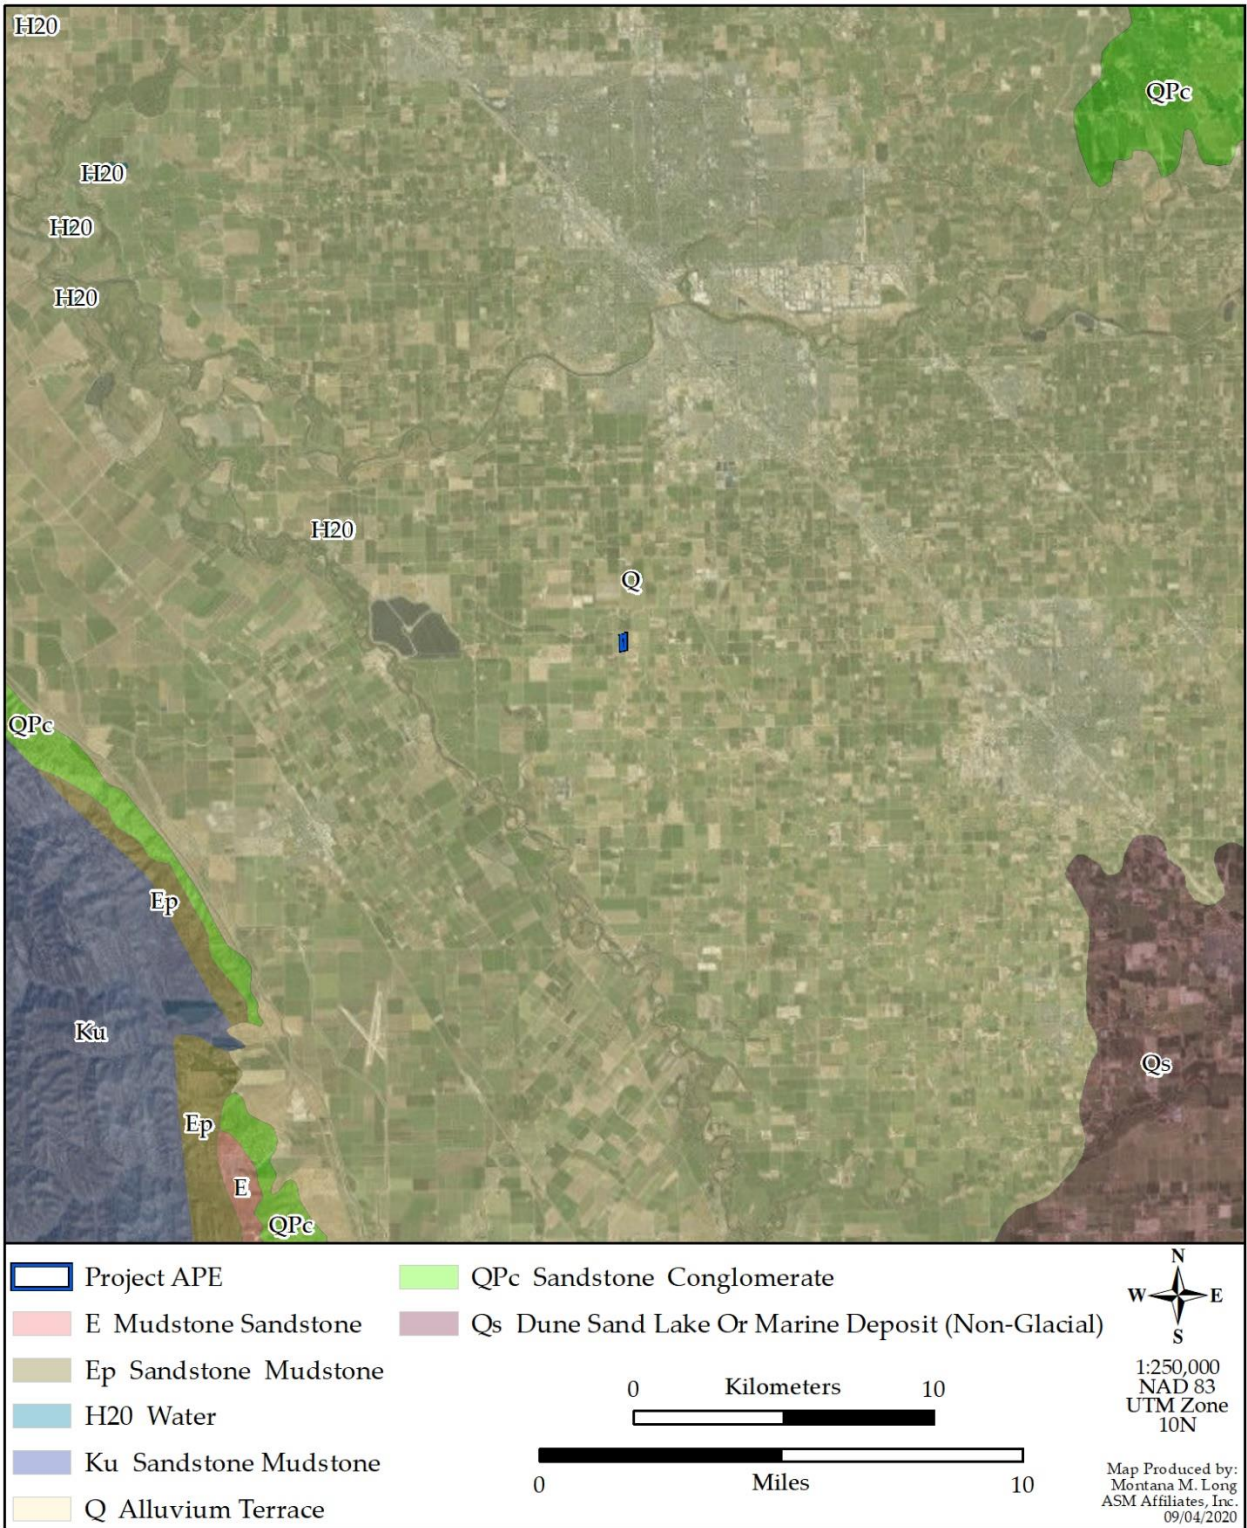 H20
QPc
H20
H20
H20
H20
Q
QPc
Ep
Ku
Qs
Ep
E
QPc
Project APE
E Mudstone Sandstone
Ep Sandstone Mudstone
H20 Water
Ku Sandstone Mudstone
Q Alluvium Terrace
QPc Sandstone Conglomerate
Qs Dune Sand Lake Or Marine Deposit (Non-Glacial)
0 Kilometers 10
0 Miles 10
N
W E
S
1:250,000
NAD 83
UTM Zone
10N
Map Produced by:
Montana M. Long
ASM Affiliates, Inc.
09/04/2020